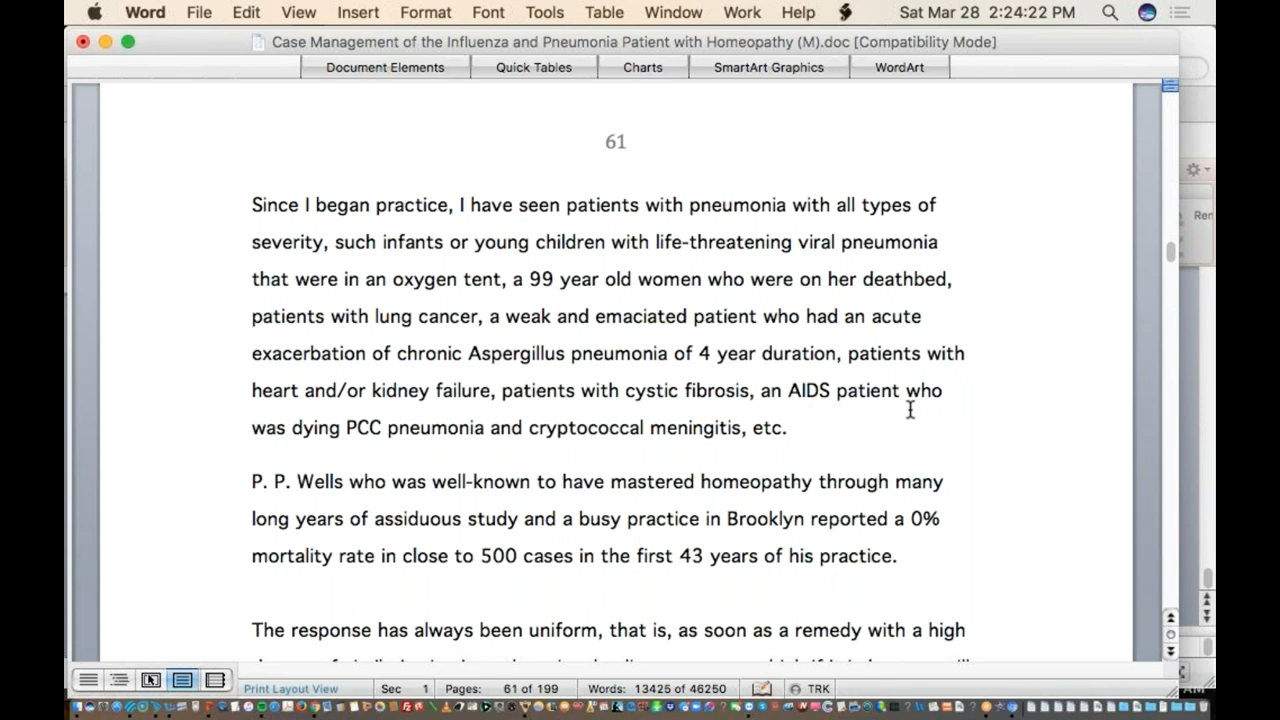 Word File Edit View Insert Format Font Tools Table Window Work Help Sat Mar 28 2:24:22 PM
Case Management of the Influenza and Pneumonia Patient with Homeopathy (M).doc [Compatibility Mode]
Document Elements Quick Tables Charts SmartArt Graphics WordArt
61
Since I began practice, I have seen patients with pneumonia with all types of
severity, such infants or young children with life-threatening viral pneumonia
that were in an oxygen tent, a 99 year old women who were on her deathbed,
patients with lung cancer, a weak and emaciated patient who had an acute
exacerbation of chronic Aspergillus pneumonia of 4 year duration, patients with
heart and/or kidney failure, patients with cystic fibrosis, an AIDS patient who
was dying PCC pneumonia and cryptococcal meningitis, etc.
P. P. Wells who was well-known to have mastered homeopathy through many
long years of assiduous study and a busy practice in Brooklyn reported a 0%
mortality rate in close to 500 cases in the first 43 years of his practice.
The response has always been uniform, that is, as soon as a remedy with a high
Print Layout View Sec 1 Pages: 61 of 199 Words: 13425 of 46250 TRK